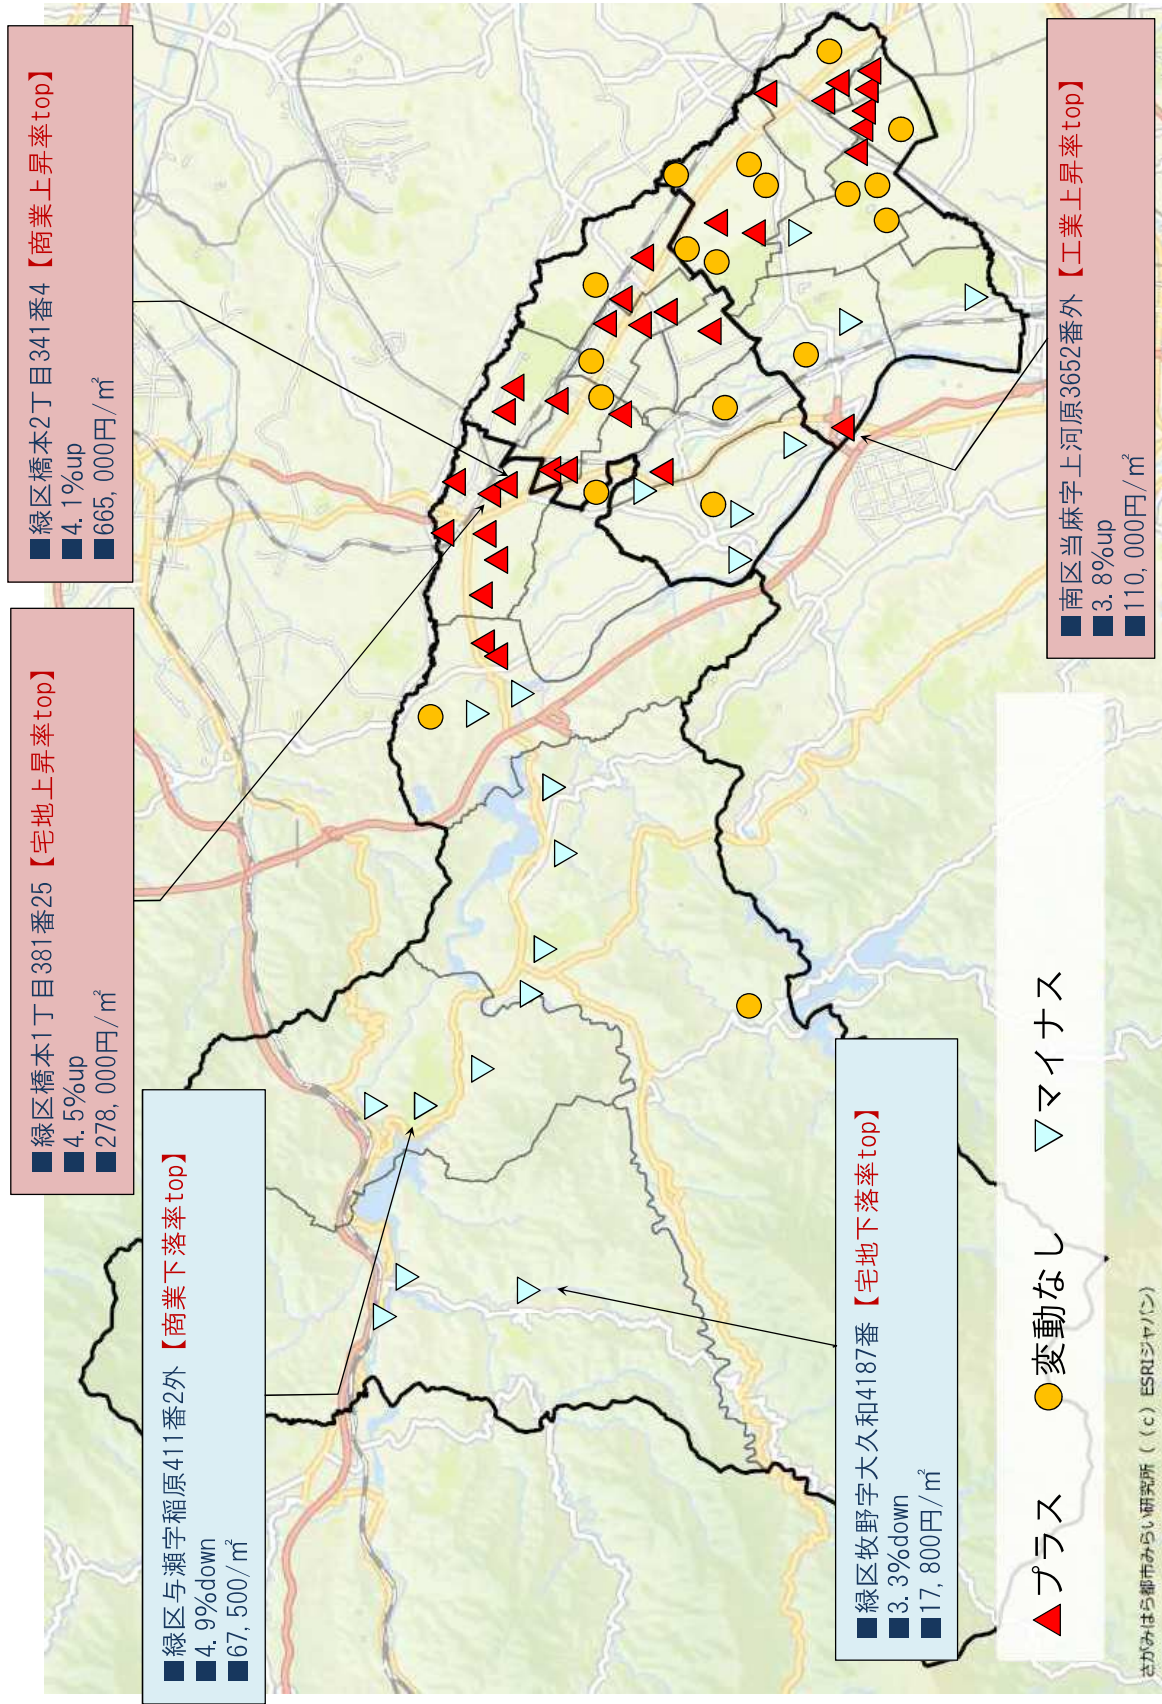 ■緑区橋本2丁目341番4【商業上昇率top】
■4.1%up
■665,000円/㎡
■緑区橋本1丁目381番25【宅地上昇率top】
■4.5%up
■278,000円/㎡
■緑区与瀬字稲原411番2外【商業下落率top】
■4.9%down
■67,500/㎡
■南区当麻字上河原3652番外【工業上昇率top】
■3.8%up
■110,000円/㎡
■緑区牧野字大久和4187番【宅地下落率top】
■3.3%down
■17,800円/㎡
▲プラス ●変動なし ▽マイナス
さがみはら都市みらい研究所((c)ESRIジャパン)